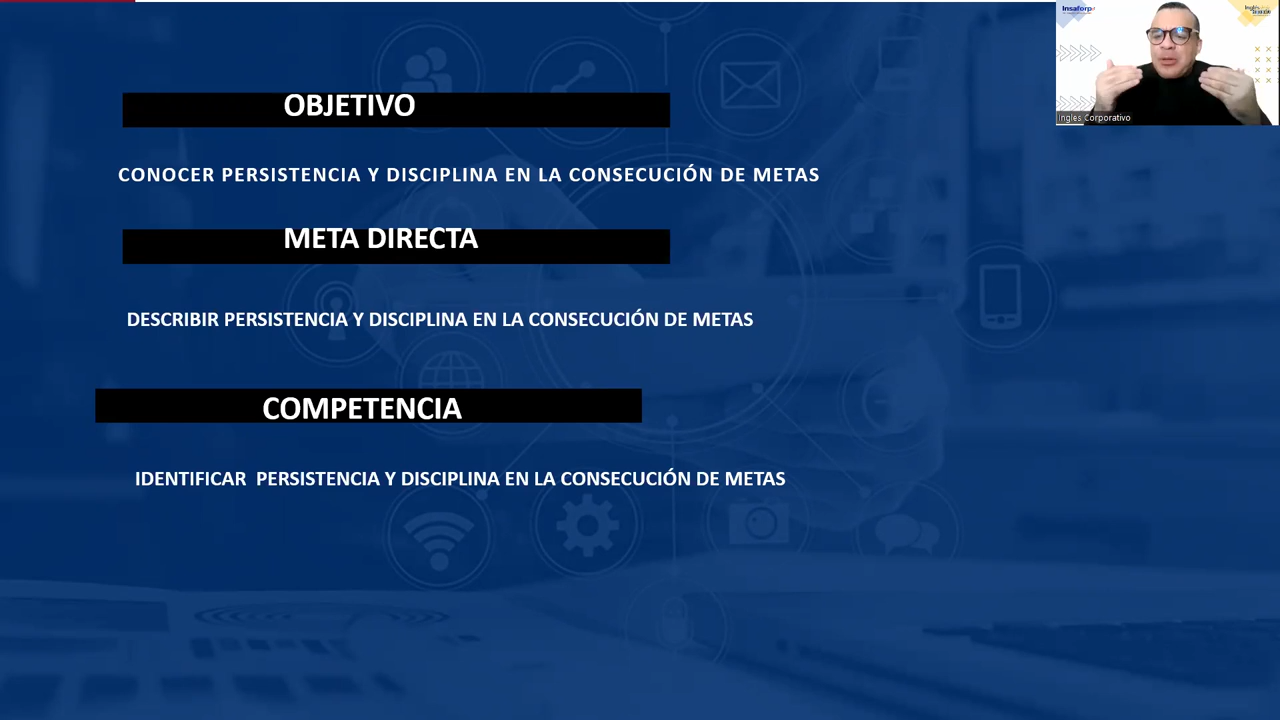 OBJETIVO
CONOCER PERSISTENCIA Y DISCIPLINA EN LA CONSECUCIÓN DE METAS
META DIRECTA
DESCRIBIR PERSISTENCIA Y DISCIPLINA EN LA CONSECUCIÓN DE METAS
COMPETENCIA
IDENTIFICAR PERSISTENCIA Y DISCIPLINA EN LA CONSECUCIÓN DE METAS
Insaforp
Ingles Corporativo